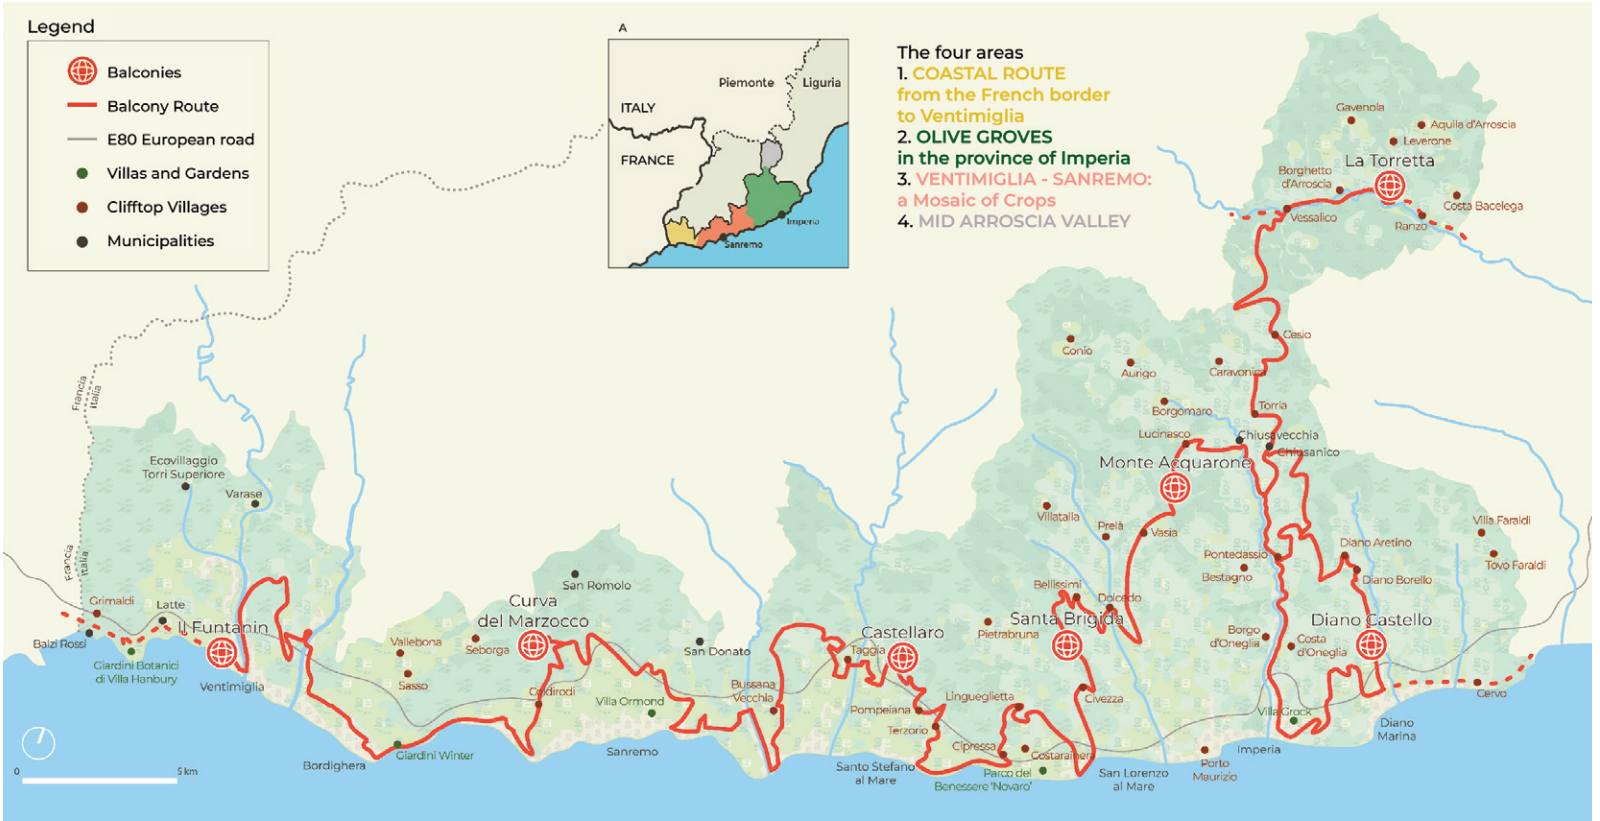 Legend
Balconies
Balcony Route
E80 European road
Villas and Gardens
Clifftop Villages
Municipalities
A
Piemonte
Liguria
ITALY
FRANCE
Imperia
Sanremo
The four areas
1. COASTAL ROUTE
from the French border
to Ventimiglia
2. OLIVE GROVES
in the province of Imperia
3. VENTIMIGLIA - SANREMO:
a Mosaic of Crops
4. MID ARROSCIA VALLEY
Gavenola
Aquila d'Arroscia
Leverone
La Torretta
Borghetto
d'Arroscia
Costa Bacelega
Vessalico
Ranzo
Cesio
Conio
Aurigo
Caravonica
Borgomaro
Torria
Lucinasco
Chiusavecchia
Chiusanico
Monte Acquarone
Francia
Italia
Ecovillaggio
Torri Superiore
Varase
Villatalla
Prelà
Vasia
Villa Faraldi
Tovo Faraldi
Pontedassio
Bestagno
Diano Aretino
Diano Borello
Francia
Italia
San Romolo
Bellissimi
Dolcedo
Grimaldi
Latte
Il Funtanin
Curva
del Marzocco
Castellaro
Santa Brigida
Diano Castello
Balzi Rossi
Giardini Botanici
di Villa Hanbury
Vallebona
Seborga
San Donato
Taggia
Pietrabruna
Borgo
d'Oneglia
Costa
d'Oneglia
Ventimiglia
Sasso
Coldirodi
Villa Ormond
Bussana
Vecchia
Pompeiana
Terzorio
Lingueglietta
Civezza
Villa Grock
Cervo
Diano
Marina
Bordighera
Giardini Winter
Sanremo
Santo Stefano
al Mare
Cipressa
Costarainera
Parco del
Benessere 'Novaro'
San Lorenzo
al Mare
Porto
Maurizio
Imperia
0
5 km